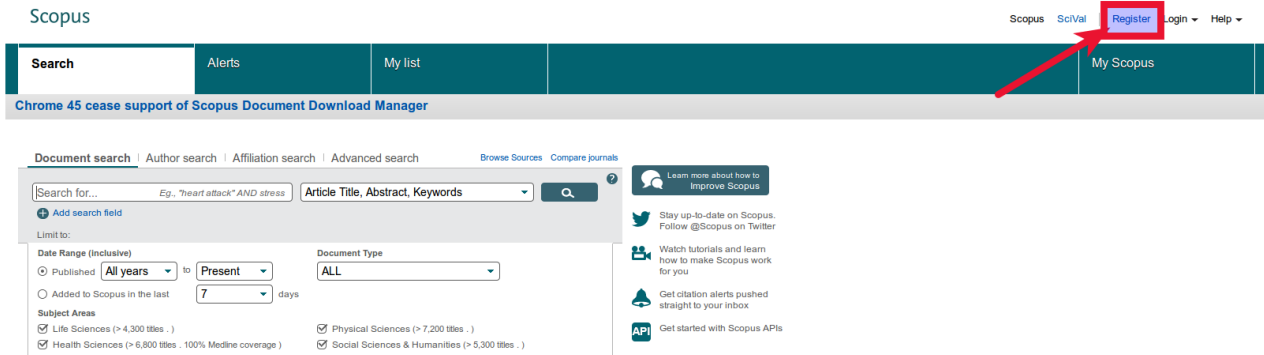 Scopus
Scopus SciVal Register Login Help
Search Alerts My list My Scopus
Chrome 45 cease support of Scopus Document Download Manager
Document search Author search Affiliation search Advanced search Browse Sources Compare journals
Search for... Eg., "heart attack" AND stress Article Title, Abstract, Keywords ?
Add search field
Limit to:
Date Range (inclusive) Document Type
Published All years to Present ALL
Added to Scopus in the last 7 days
Subject Areas
Life Sciences (> 4,300 titles . ) Physical Sciences (> 7,200 titles . )
Health Sciences (> 6,800 titles . 100% Medline coverage ) Social Sciences & Humanities (> 5,300 titles . )
Learn more about how to
Improve Scopus
Stay up-to-date on Scopus.
Follow @Scopus on Twitter
Watch tutorials and learn
how to make Scopus work
for you
Get citation alerts pushed
straight to your inbox
API Get started with Scopus APIs